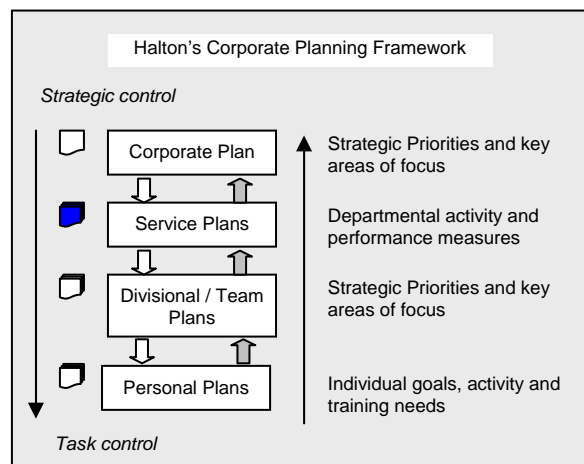 Halton’s Corporate Planning Framework
Strategic control
Corporate Plan
Strategic Priorities and key
areas of focus
Service Plans
Departmental activity and
performance measures
Divisional / Team
Plans
Strategic Priorities and key
areas of focus
Personal Plans
Individual goals, activity and
training needs
Task control